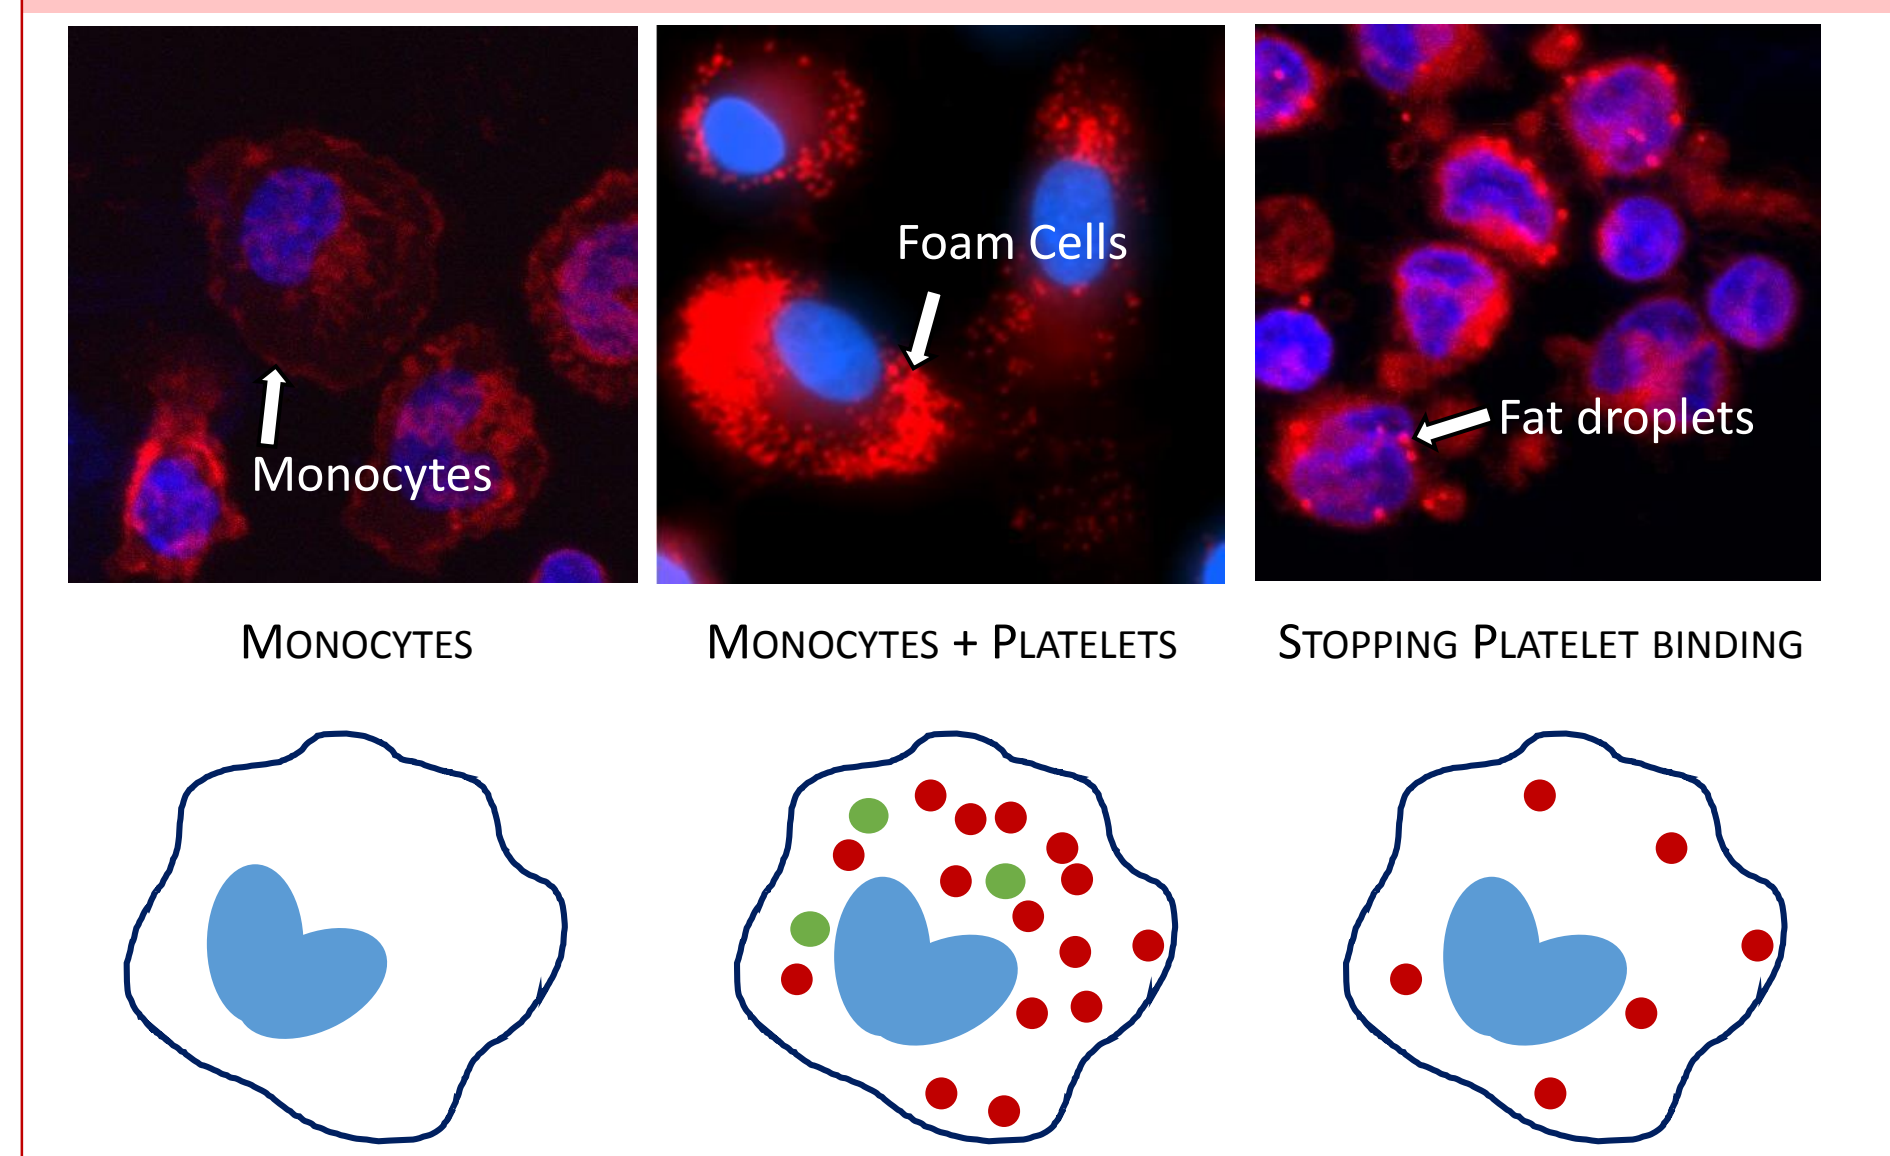 Monocytes
Foam Cells
Fat droplets
MONOCYTES
MONOCYTES + PLATELETS
STOPPING PLATELET BINDING